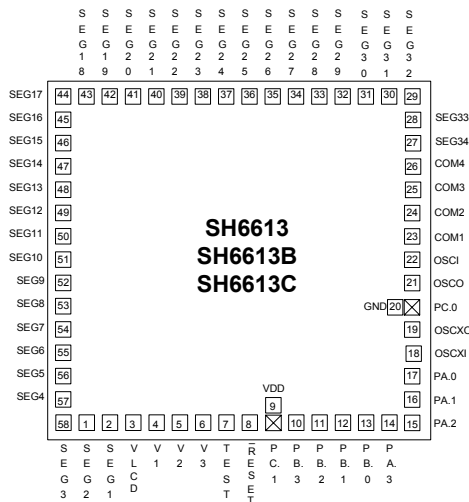 SEG18 SEG19 SEG20 SEG21 SEG22 SEG23 SEG24 SEG25 SEG26 SEG27 SEG28 SEG29 SEG30 SEG31 SEG32
SEG17 44 43 42 41 40 39 38 37 36 35 34 33 32 31 30 29
SEG16 45 28 SEG33
SEG15 46 27 SEG34
SEG14 47 26 COM4
SEG13 48 25 COM3
SEG12 49 24 COM2
SEG11 50 23 COM1
SEG10 51 22 OSCI
SEG9 52 21 OSCO
SEG8 53 GND 20 PC.0
SEG7 54 19 OSCXO
SEG6 55 18 OSCXI
SEG5 56 17 PA.0
SEG4 57 16 PA.1
SH6613
SH6613B
SH6613C
VDD
9
58 1 2 3 4 5 6 7 8 10 11 12 13 14 15 PA.2
SEG3 SEG2 SEG1 VLCD V1 V2 V3 TEST RESET PC.1 PB.3 PB.2 PB.1 PB.0 PA.3